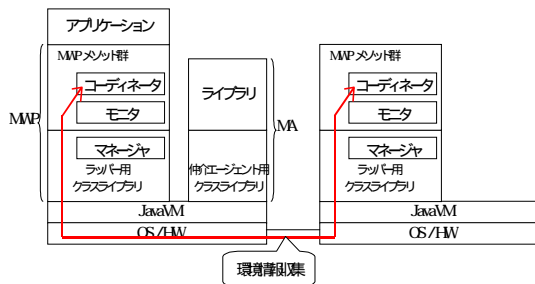 アプリケーション
MWPメソッド群
コーディネータ
モニタ
マネージャ
ラッパー用
クラスライブラリ
MWP
ライブラリ
仲介エージェント用
クラスライブラリ
MA
JavaVM
OS/HW
MWPメソッド群
コーディネータ
モニタ
マネージャ
ラッパー用
クラスライブラリ
JavaVM
OS/HW
環境情報収集